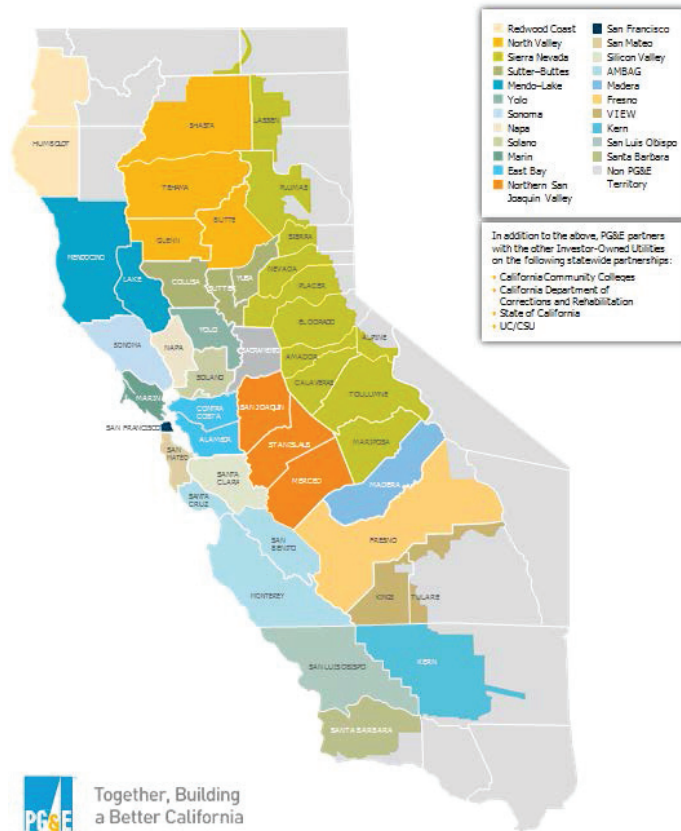 Redwood Coast
North Valley
Sierra Nevada
Sutter–Buttes
Mendo–Lake
Yolo
Sonoma
Napa
Solano
Marin
East Bay
Northern San
Joaquin Valley
San Francisco
San Mateo
Silicon Valley
AMBAG
Madera
Fresno
VIEW
Kern
San Luis Obispo
Santa Barbara
Non PG&E
Territory
In addition to the above, PG&E partners
with the other Investor-Owned Utilities
on the following statewide partnerships:
• California Community Colleges
• California Department of
Corrections and Rehabilitation
• State of California
• UC/CSU
HUMBOLDT
SHASTA
LASSEN
TEHAMA
PLUMAS
BUTTE
GLENN
SIERRA
MENDOCINO
LAKE
COLUSA
SUTTER
YUBA
NEVADA
PLACER
EL DORADO
ALPINE
SONOMA
NAPA
YOLO
SACRAMENTO
AMADOR
SOLANO
CALAVERAS
TUOLUMNE
MARIN
CONTRA
COSTA
SAN JOAQUIN
SAN FRANCISCO
ALAMEDA
STANISLAUS
MARIPOSA
SAN
MATEO
SANTA
CLARA
MERCED
MADERA
SANTA
CRUZ
SAN
BENITO
FRESNO
MONTEREY
KINGS
TULARE
SAN LUIS OBISPO
KERN
SANTA BARBARA
PG&E
Together, Building
a Better California